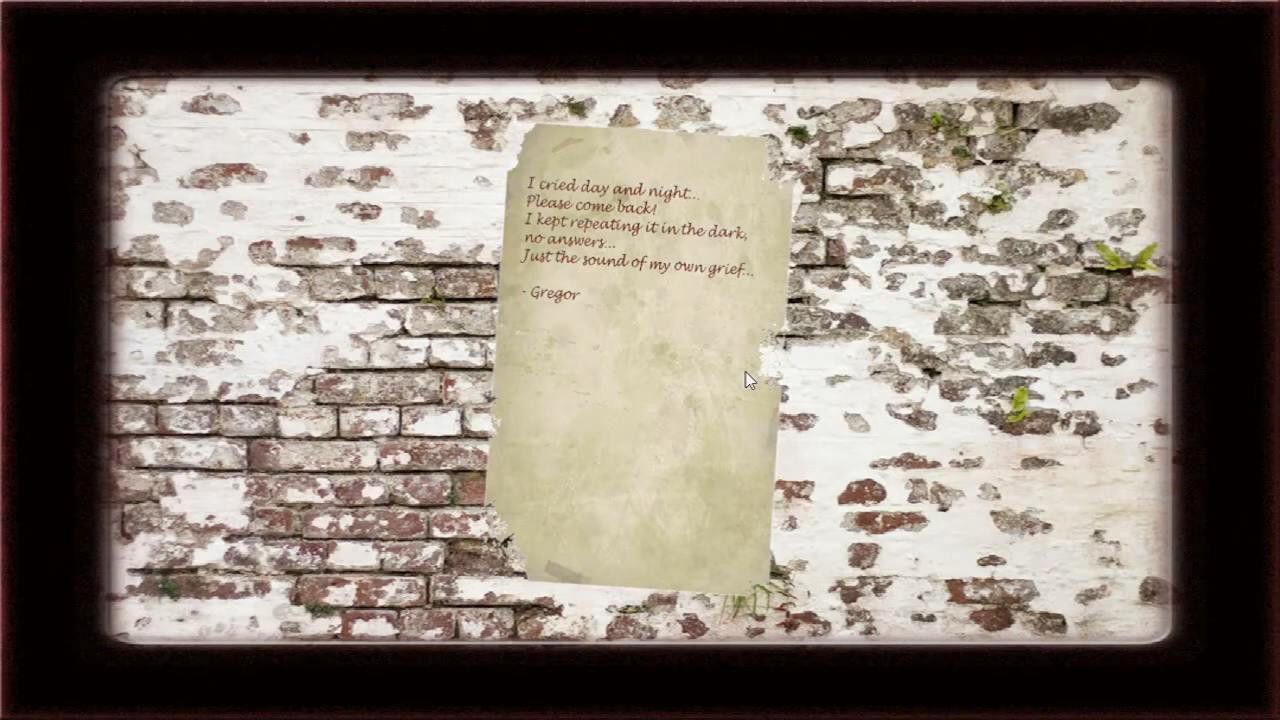 I cried day and night...
Please come back!
I kept repeating it in the dark,
no answers...
Just the sound of my own grief...
- Gregor